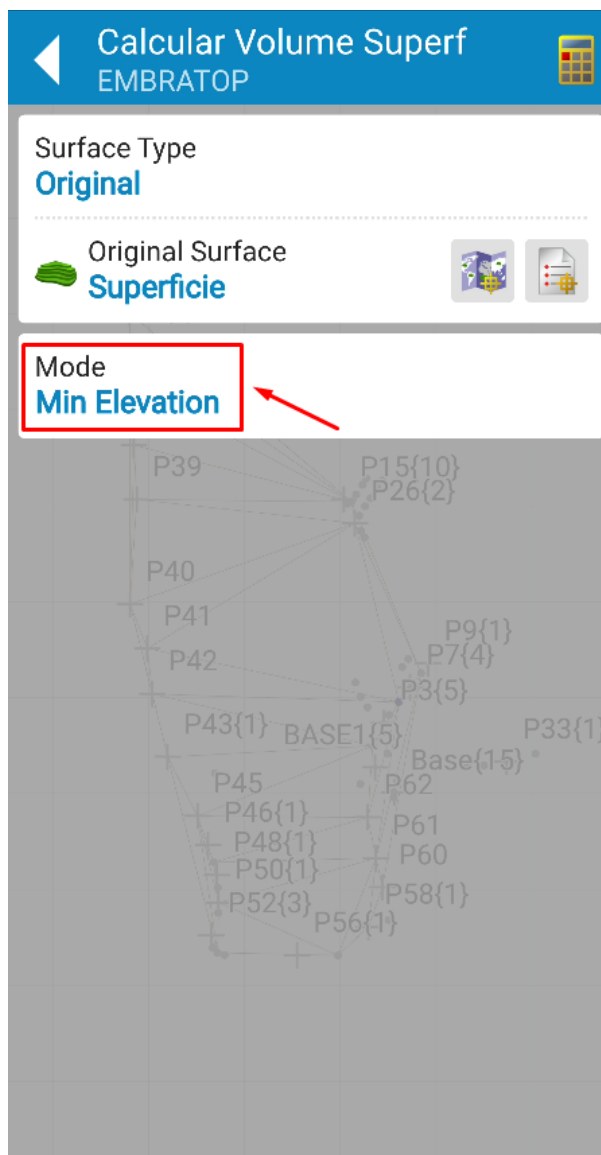 Calcular Volume Superf
EMBRATOP
Surface Type
Original
Original Surface
Superficie
Mode
Min Elevation
P39
P15{10}
P26{2}
P40
P41
P9{1}
P42
P7{4}
P3{5}
P43{1}
BASE1{5}
P33{1}
Base{15}
P45
P62
P46{1}
P61
P48{1}
P60
P50{1}
P58{1}
P52{3}
P56{1}